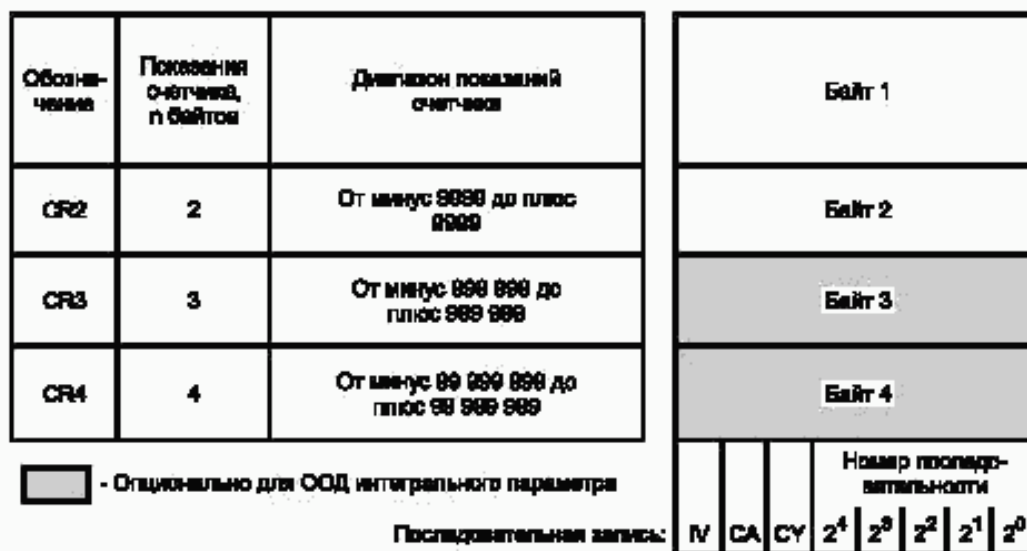 Обозна-
чение
Показания
счетчика,
n байтов
Диапазон показаний
счетчика
CR2
2
От минус 9999 до плюс
9999
CR3
3
От минус 999 999 до
плюс 999 999
CR4
4
От минус 99 999 999 до
плюс 99 999 999
- Опционально для ООД интегрального параметра
Байт 1
Байт 2
Байт 3
Байт 4
Номер последо-
вательности
Последовательная запись: IV CA CY 2⁴ 2³ 2² 2¹ 2⁰